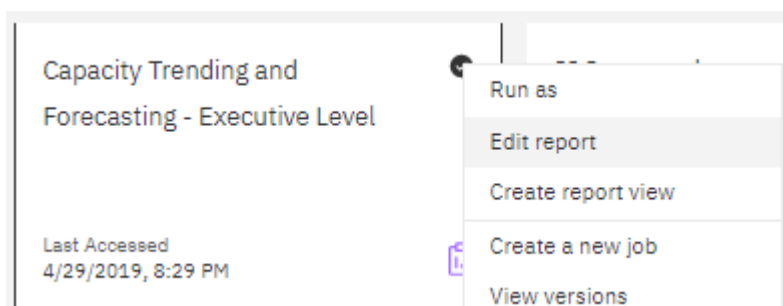 Capacity Trending and
Forecasting - Executive Level
Last Accessed
4/29/2019, 8:29 PM
Run as
Edit report
Create report view
Create a new job
View versions